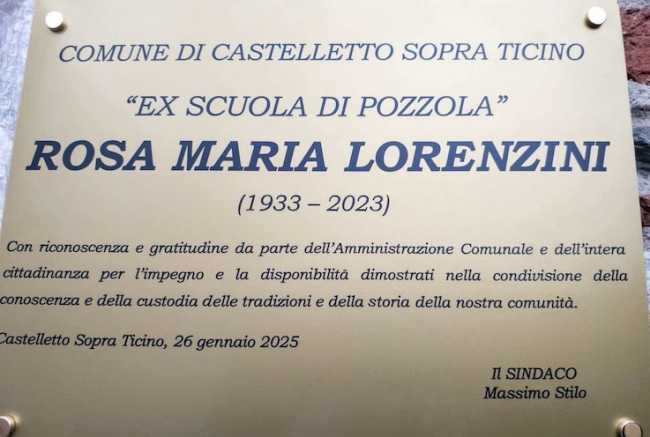 COMUNE DI CASTELLETTO SOPRA TICINO
“EX SCUOLA DI POZZOLA”
ROSA MARIA LORENZINI
(1933 – 2023)
Con riconoscenza e gratitudine da parte dell’Amministrazione Comunale e dell’intera
cittadinanza per l’impegno e la disponibilità dimostrati nella condivisione della
conoscenza e della custodia delle tradizioni e della storia della nostra comunità.
Castelletto Sopra Ticino, 26 gennaio 2025
Il SINDACO
Massimo Stilo